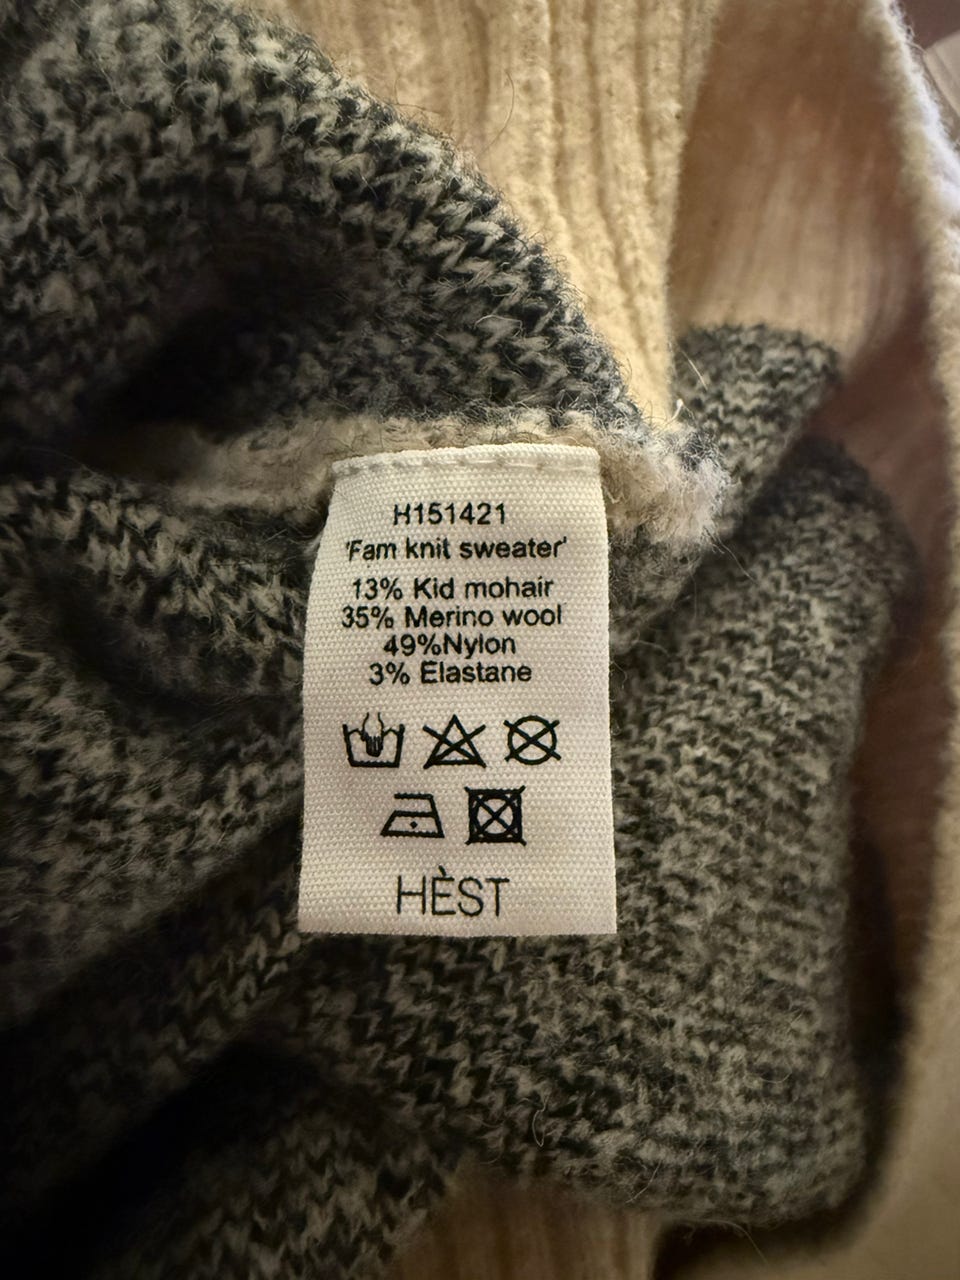 H151421
'Fam knit sweater'
13% Kid mohair
35% Merino wool
49%Nylon
3% Elastane
HÈST